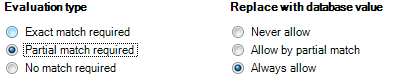 Evaluation type
Exact match required
Partial match required
No match required
Replace with database value
Never allow
Allow by partial match
Always allow